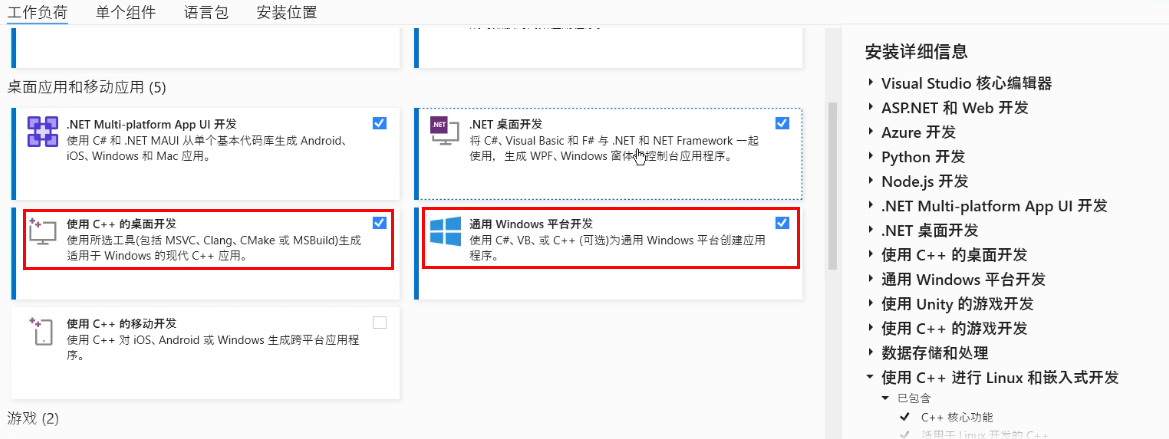 工作负荷 单个组件 语言包 安装位置
桌面应用和移动应用 (5)
.NET Multi-platform App UI 开发
使用 C# 和 .NET MAUI 从单个基本代码库生成 Android、
iOS、Windows 和 Mac 应用。
.NET 桌面开发
将 C#、Visual Basic 和 F# 与 .NET 和 NET Framework 一起
使用，生成 WPF、Windows 窗体 控制台应用程序。
使用 C++ 的桌面开发
使用所选工具(包括 MSVC、Clang、CMake 或 MSBuild)生成
适用于 Windows 的现代 C++ 应用。
通用 Windows 平台开发
使用 C#、VB、或 C++ (可选)为通用 Windows 平台创建应用
程序。
使用 C++ 的移动开发
使用 C++ 对 iOS、Android 或 Windows 生成跨平台应用程
序。
游戏 (2)
安装详细信息
Visual Studio 核心编辑器
ASP.NET 和 Web 开发
Azure 开发
Python 开发
Node.js 开发
.NET Multi-platform App UI 开发
.NET 桌面开发
使用 C++ 的桌面开发
通用 Windows 平台开发
使用 Unity 的游戏开发
使用 C++ 的游戏开发
数据存储和处理
使用 C++ 进行 Linux 和嵌入式开发
已包含
C++ 核心功能
适用于 Linux 开发的 C++